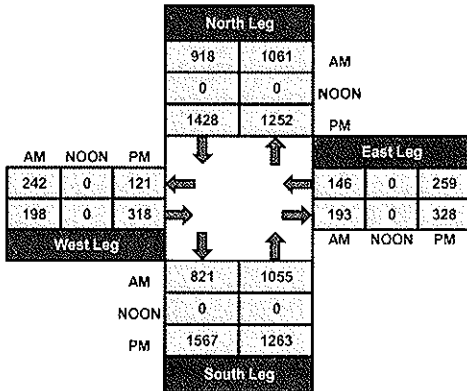 North Leg
918 1061 AM
0 0 NOON
1428 1252 PM
AM NOON PM East Leg
242 0 121 146 0 259
198 0 318 193 0 328
West Leg AM NOON PM
AM 821 1055
NOON 0 0
PM 1567 1263
South Leg